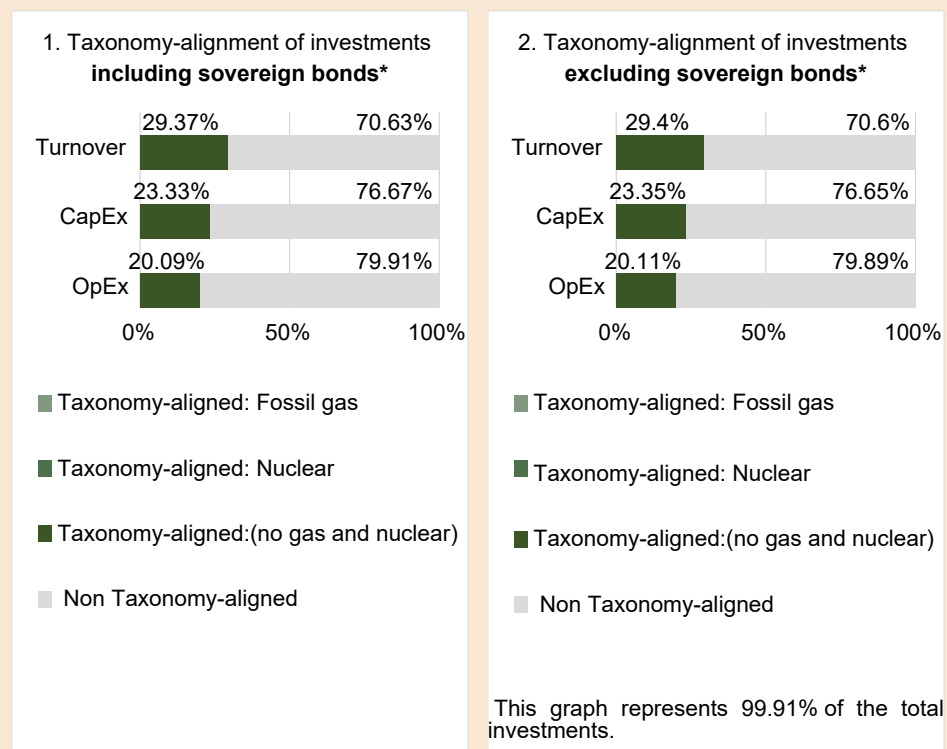 1. Taxonomy-alignment of investments
including sovereign bonds*
29.37% 70.63%
Turnover
23.33% 76.67%
CapEx
20.09% 79.91%
OpEx
0% 50% 100%
Taxonomy-aligned: Fossil gas
Taxonomy-aligned: Nuclear
Taxonomy-aligned:(no gas and nuclear)
Non Taxonomy-aligned
2. Taxonomy-alignment of investments
excluding sovereign bonds*
29.4% 70.6%
Turnover
23.35% 76.65%
CapEx
20.11% 79.89%
OpEx
0% 50% 100%
Taxonomy-aligned: Fossil gas
Taxonomy-aligned: Nuclear
Taxonomy-aligned:(no gas and nuclear)
Non Taxonomy-aligned
This graph represents 99.91% of the total
investments.